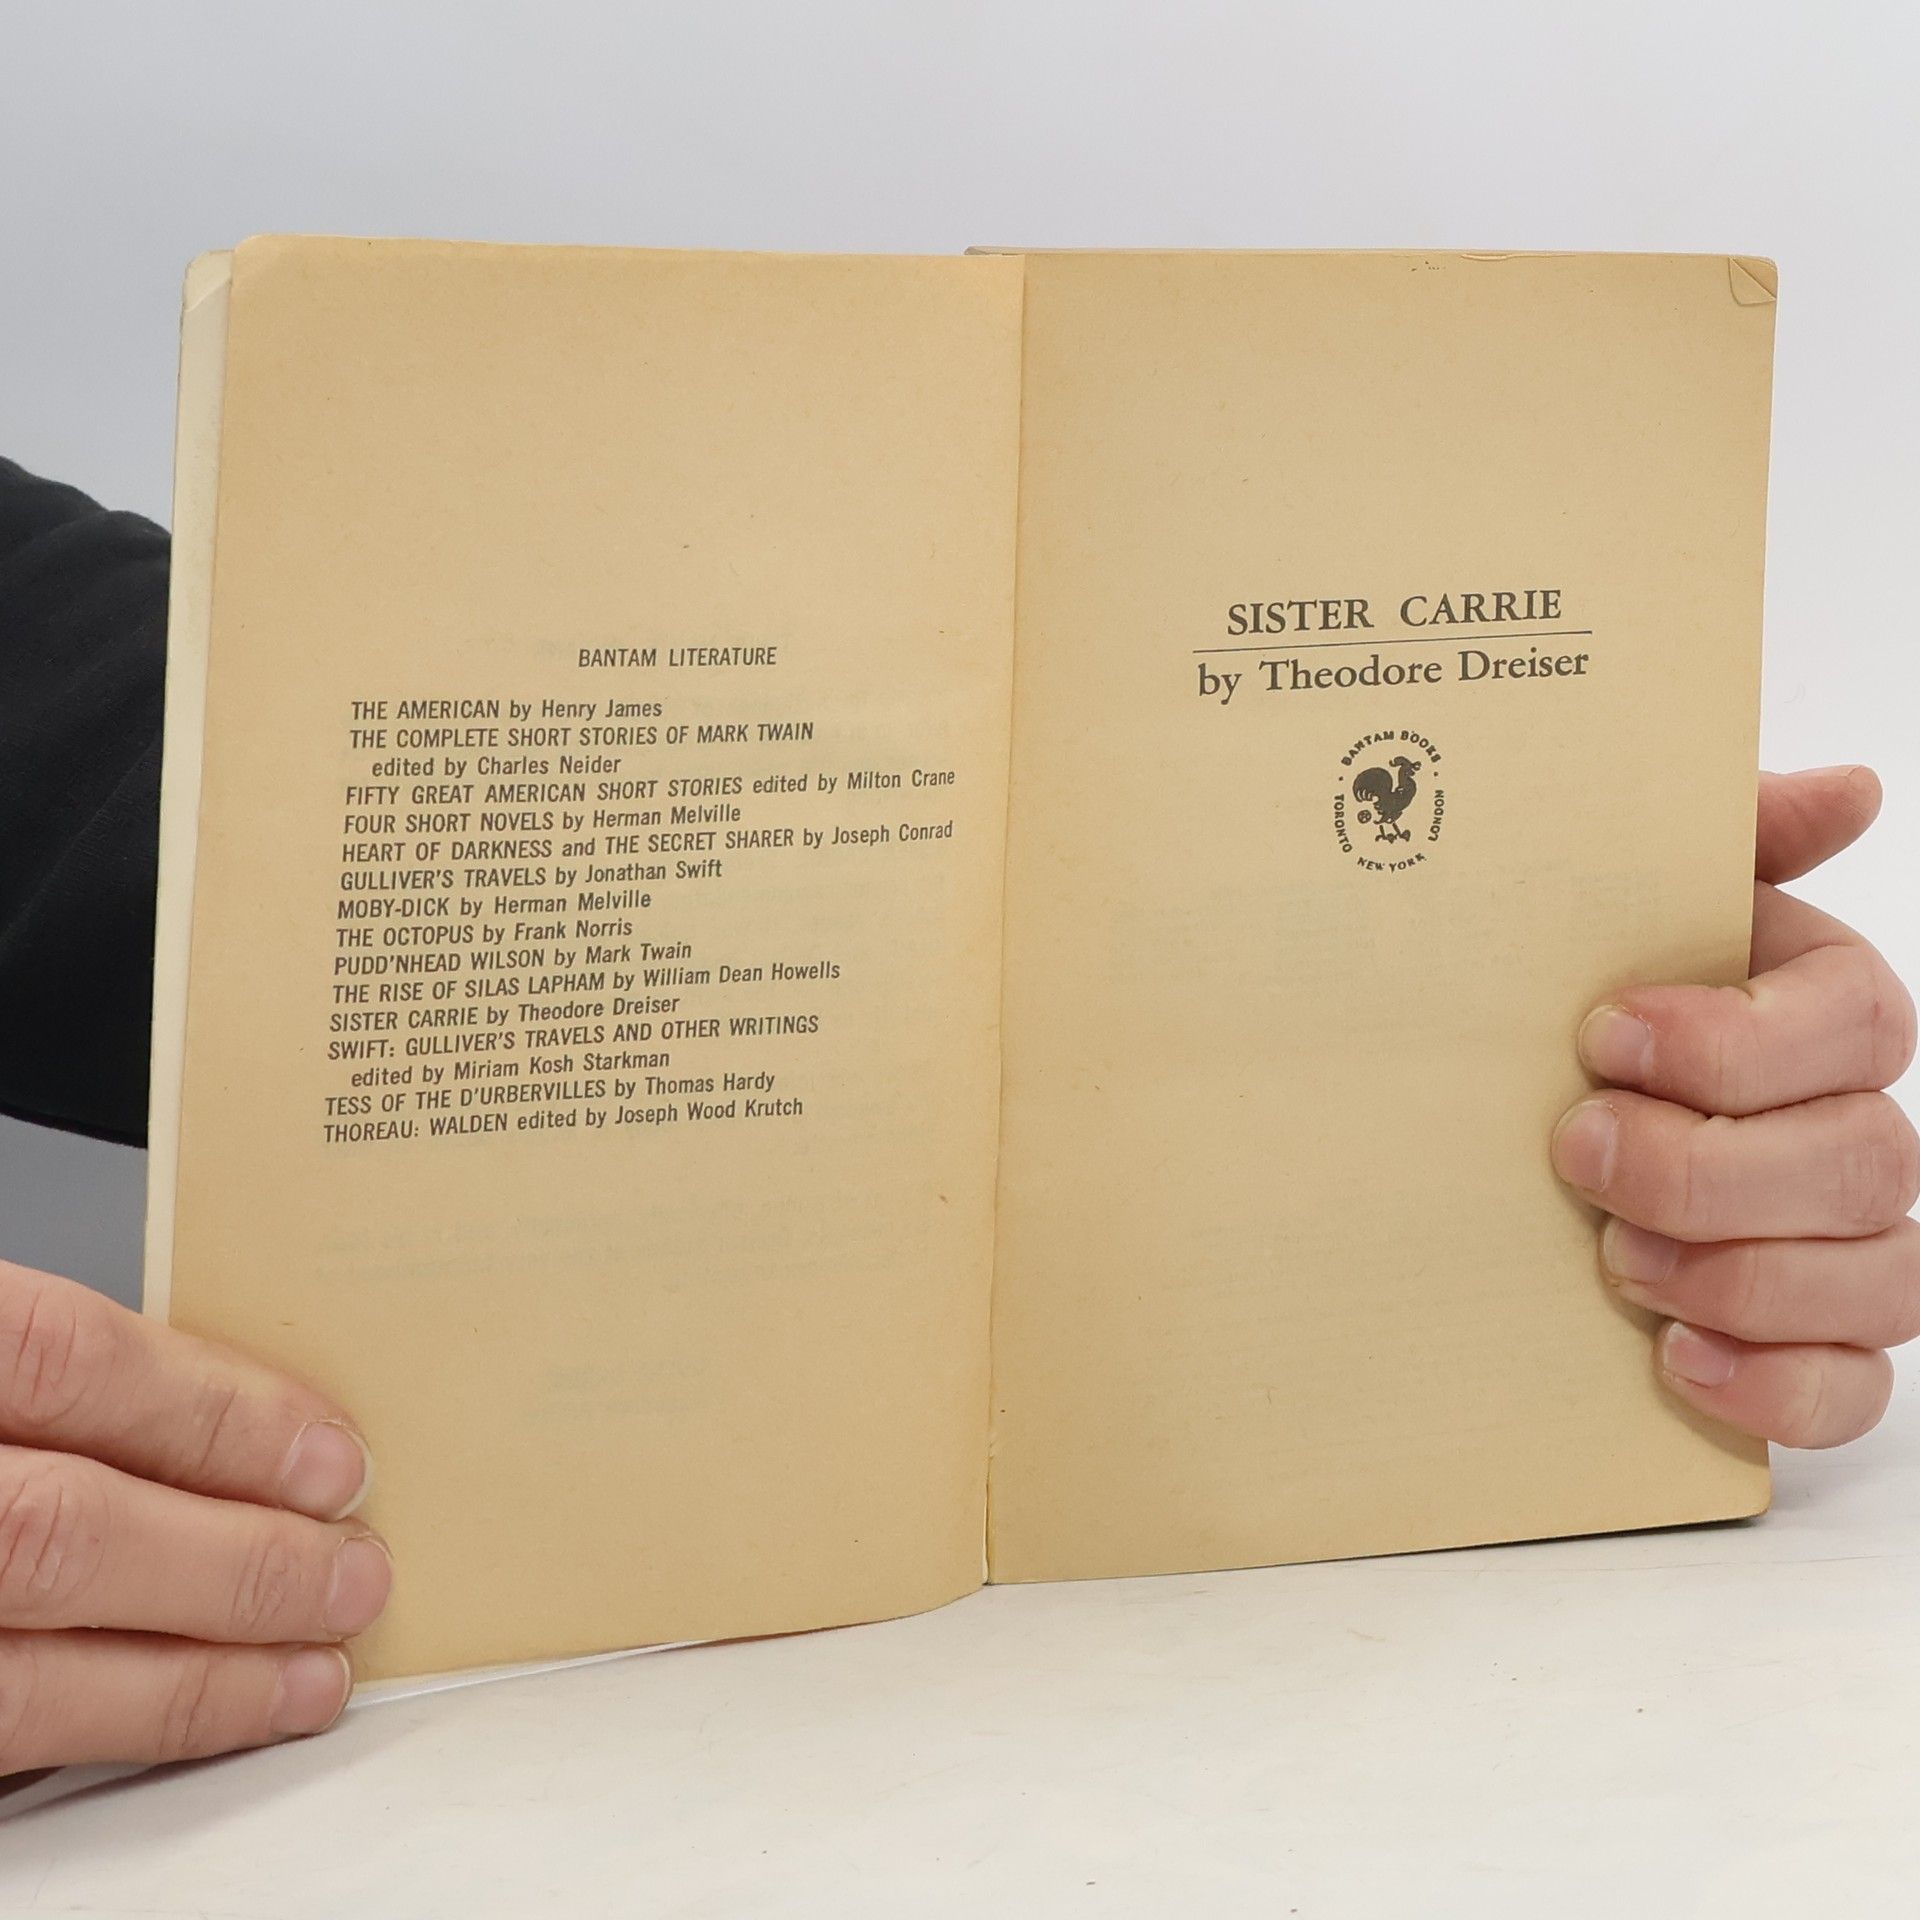 BANTAM LITERATURE
THE AMERICAN by Henry James
THE COMPLETE SHORT STORIES OF MARK TWAIN
edited by Charles Neider
FIFTY GREAT AMERICAN SHORT STORIES edited by Milton Crane
FOUR SHORT NOVELS by Herman Melville
HEART OF DARKNESS and THE SECRET SHARER by Joseph Conrad
GULLIVER'S TRAVELS by Jonathan Swift
MOBY-DICK by Herman Melville
THE OCTOPUS by Frank Norris
PUDD'NHEAD WILSON by Mark Twain
THE RISE OF SILAS LAPHAM by William Dean Howells
SISTER CARRIE by Theodore Dreiser
SWIFT: GULLIVER'S TRAVELS AND OTHER WRITINGS
edited by Miriam Kosh Starkman
TESS OF THE D'URBERVILLES by Thomas Hardy
THOREAU: WALDEN edited by Joseph Wood Krutch
SISTER CARRIE
by Theodore Dreiser
· BANTAM BOOKS ·
TORONTO NEW YORK LONDON